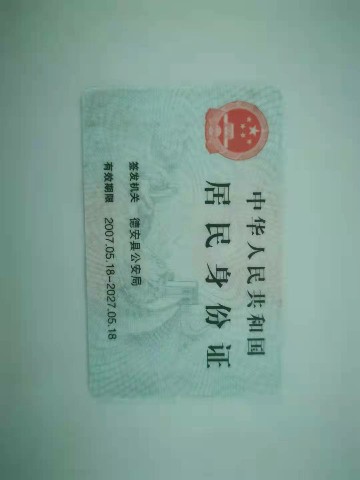 中华人民共和国
居民身份证
签发机关 德安县公安局
有效期限 2007.05.18-2027.05.18